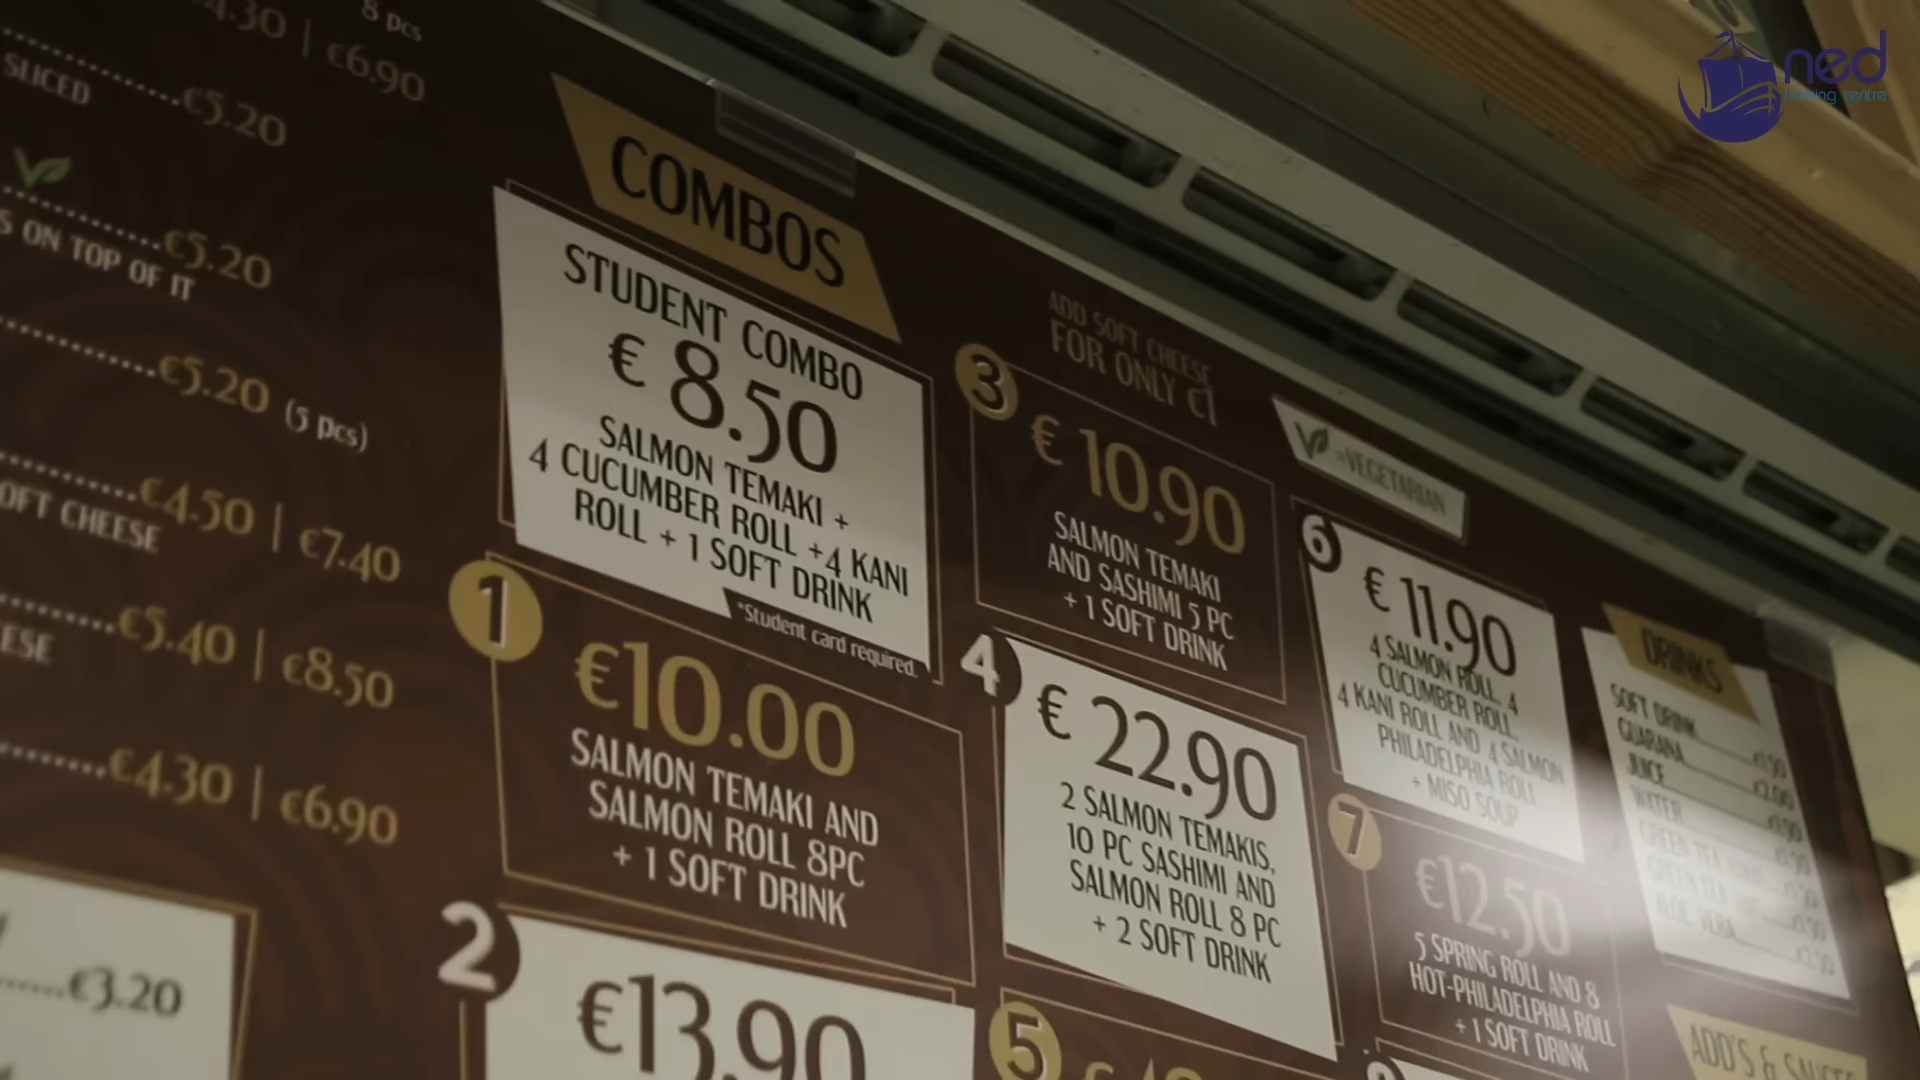 8 pcs
€4.30 | €6.90
SLICED
€5.20
€5.20
S ON TOP OF IT
€5.20 (5 pcs)
€4.50 | €7.40
OFT CHEESE
€5.40 | €8.50
ESE
€4.30 | €6.90
€3.20
COMBOS
STUDENT COMBO
€ 8.50
SALMON TEMAKI +
4 CUCUMBER ROLL +4 KANI
ROLL + 1 SOFT DRINK
*Student card required.
1
€10.00
SALMON TEMAKI AND
SALMON ROLL 8PC
+ 1 SOFT DRINK
2
€13.90
ADD SOFT CHEESE
FOR ONLY €1
3
€ 10.90
SALMON TEMAKI
AND SASHIMI 5 PC
+ 1 SOFT DRINK
4
€ 22.90
2 SALMON TEMAKIS,
10 PC SASHIMI AND
SALMON ROLL 8 PC
+ 2 SOFT DRINK
5
=VEGETARIAN
6
€ 11.90
4 SALMON ROLL, 4
CUCUMBER ROLL,
4 KANI ROLL AND 4 SALMON
PHILADELPHIA ROLL
+ MISO SOUP
7
€12.50
5 SPRING ROLL AND 8
HOT-PHILADELPHIA ROLL
+ 1 SOFT DRINK
DRINKS
SOFT DRINK
GUARANA
JUICE
WATER
GREEN TEA
GREEN TEA
ALOE VERA
ADD'S & SAUCES
ned
training centre